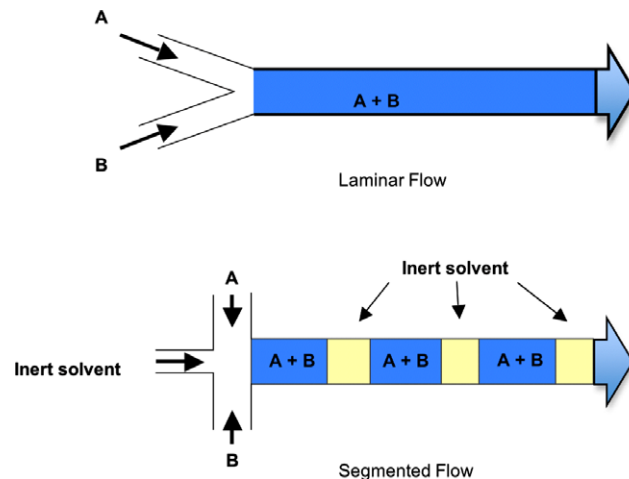 A
A + B
B
Laminar Flow
Inert solvent
A
Inert solvent
A + B
A + B
A + B
B
Segmented Flow